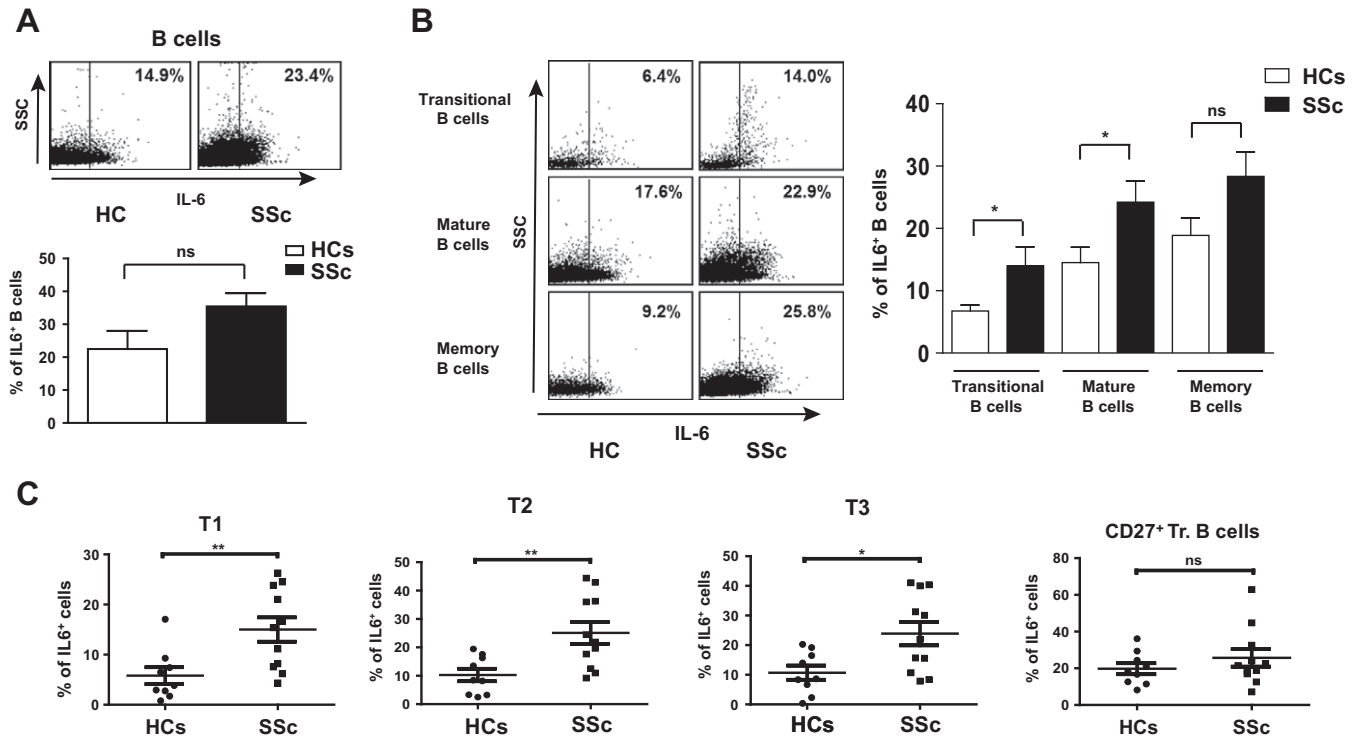 A
B cells
14.9%
23.4%
SSC
IL-6
HC
SSc
HCs
SSc
ns
50
40
30
20
10
0
% of IL6⁺ B cells
B
Transitional
B cells
6.4%
14.0%
Mature
B cells
17.6%
22.9%
Memory
B cells
9.2%
25.8%
SSC
IL-6
HC
SSc
HCs
SSc
40
30
20
10
0
% of IL6⁺ B cells
*
*
ns
Transitional
B cells
Mature
B cells
Memory
B cells
C
T1
**
30
20
10
0
% of IL6⁺ cells
HCs
SSc
T2
**
50
40
30
20
10
0
% of IL6⁺ cells
HCs
SSc
T3
*
50
40
30
20
10
0
% of IL6⁺ cells
HCs
SSc
CD27⁺ Tr. B cells
ns
80
60
40
20
0
% of IL6⁺ cells
HCs
SSc